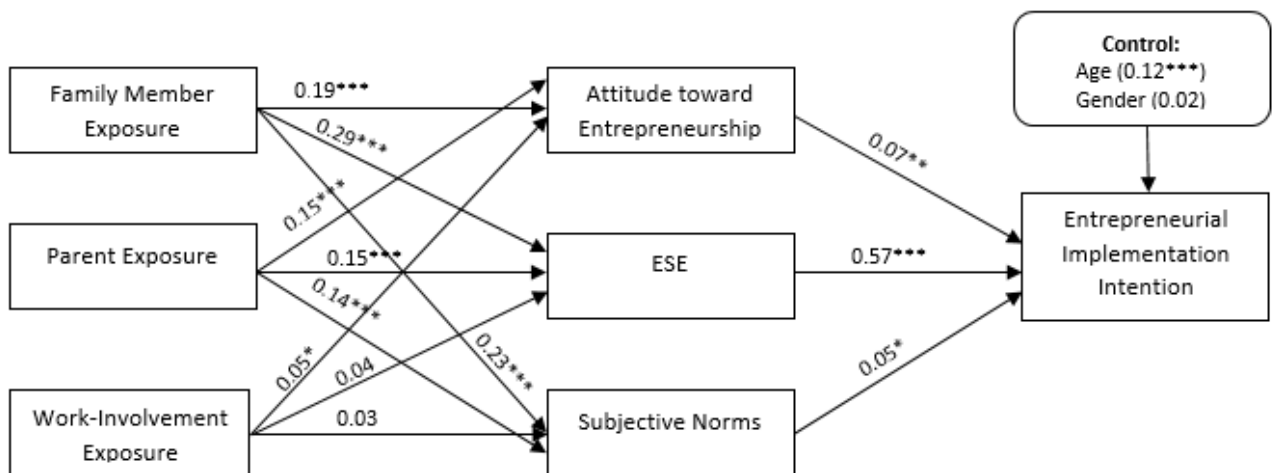 Control:
Age (0.12***)
Gender (0.02)
Family Member
Exposure
0.19***
Attitude toward
Entrepreneurship
0.29***
0.07**
0.15***
Parent Exposure
0.15***
ESE
0.57***
Entrepreneurial
Implementation
Intention
0.14***
0.23***
0.05*
0.04
0.05*
0.03
Work-Involvement
Exposure
Subjective Norms